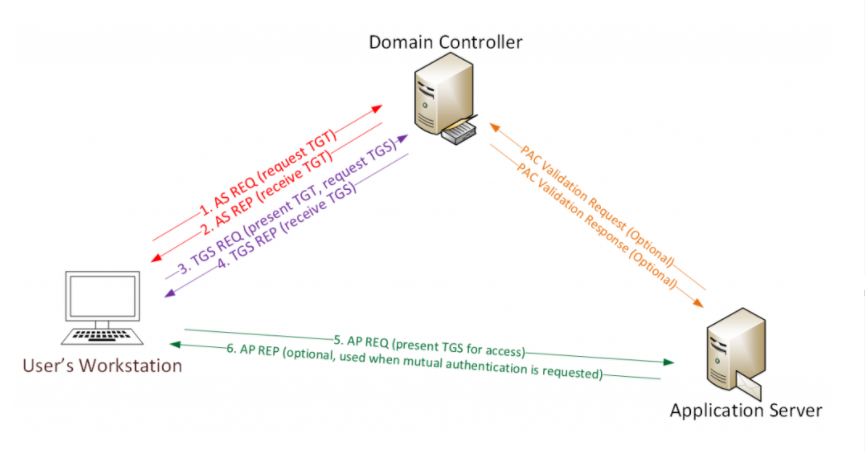 Domain Controller
1. AS REQ (request TGT)
2. AS REP (receive TGT)
3. TGS REQ (present TGT, request TGS)
4. TGS REP (receive TGS)
PAC Validation Request (Optional)
PAC Validation Response (Optional)
5. AP REQ (present TGS for access)
6. AP REP (optional, used when mutual authentication is requested)
User's Workstation
Application Server